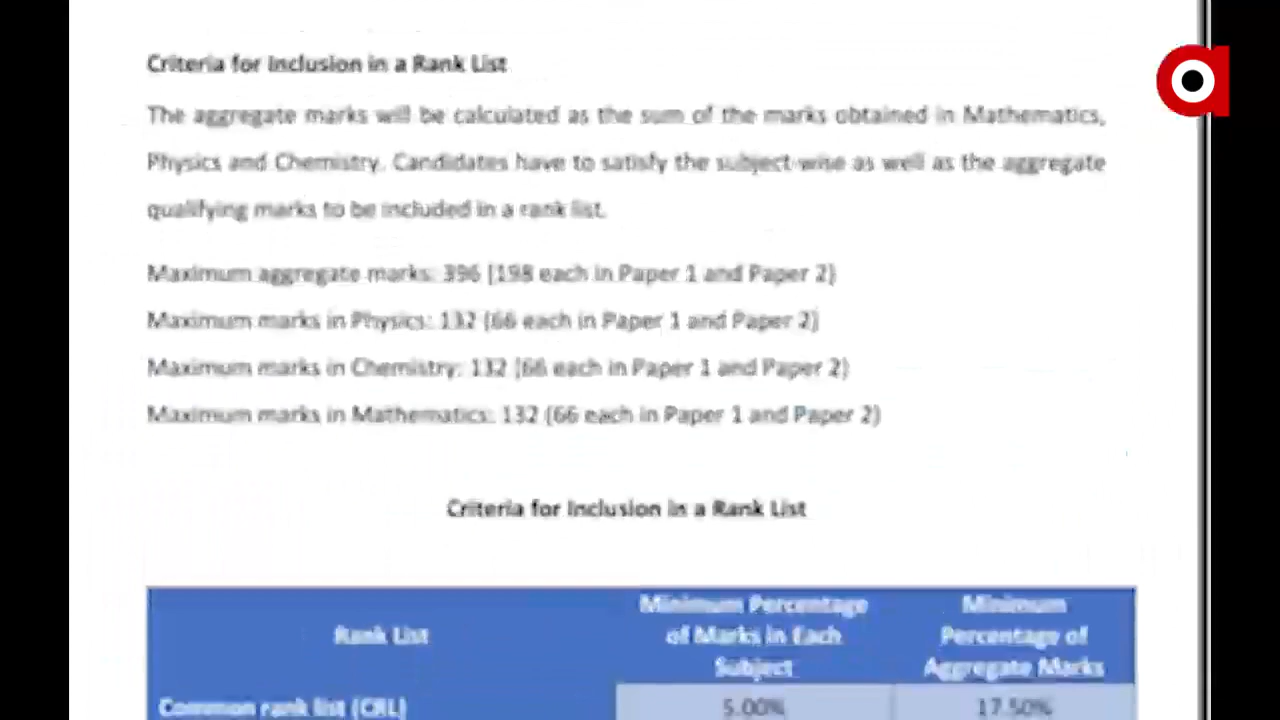 Criteria for Inclusion in a Rank List
The aggregate marks will be calculated as the sum of the marks obtained in Mathematics,
Physics and Chemistry. Candidates have to satisfy the subject-wise as well as the aggregate
qualifying marks to be included in a rank list.
Maximum aggregate marks: 396 (198 each in Paper 1 and Paper 2)
Maximum marks in Physics: 132 (66 each in Paper 1 and Paper 2)
Maximum marks in Chemistry: 132 (66 each in Paper 1 and Paper 2)
Maximum marks in Mathematics: 132 (66 each in Paper 1 and Paper 2)
Criteria for Inclusion in a Rank List
Rank List
Minimum Percentage
of Marks in Each
Subject
Minimum
Percentage of
Aggregate Marks
Common rank list (CRL)
5.00%
17.50%